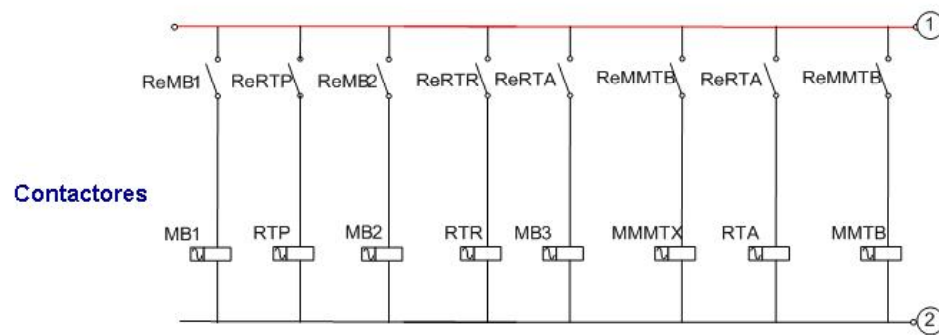 1
ReMB1 ReRTP ReMB2 ReRTR ReRTA ReMMTB ReRTA ReMMTB
Contactores
MB1 RTP MB2 RTR MB3 MMMTX RTA MMTB
2